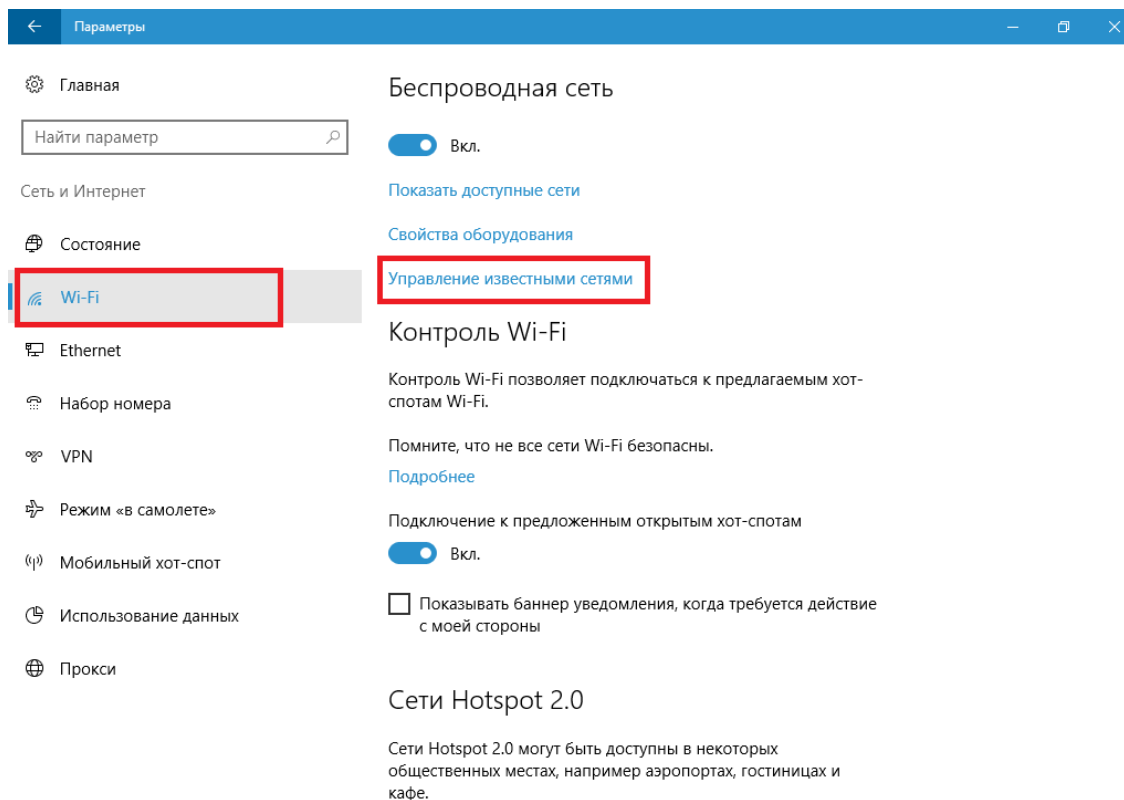 Параметры
Главная
Найти параметр
Сеть и Интернет
Состояние
Wi-Fi
Ethernet
Набор номера
VPN
Режим «в самолете»
Мобильный хот-спот
Использование данных
Прокси
Беспроводная сеть
Вкл.
Показать доступные сети
Свойства оборудования
Управление известными сетями
Контроль Wi-Fi
Контроль Wi-Fi позволяет подключаться к предлагаемым хот-
спотам Wi-Fi.
Помните, что не все сети Wi-Fi безопасны.
Подробнее
Подключение к предложенным открытым хот-спотам
Вкл.
Показывать баннер уведомления, когда требуется действие
с моей стороны
Сети Hotspot 2.0
Сети Hotspot 2.0 могут быть доступны в некоторых
общественных местах, например аэропортах, гостиницах и
кафе.